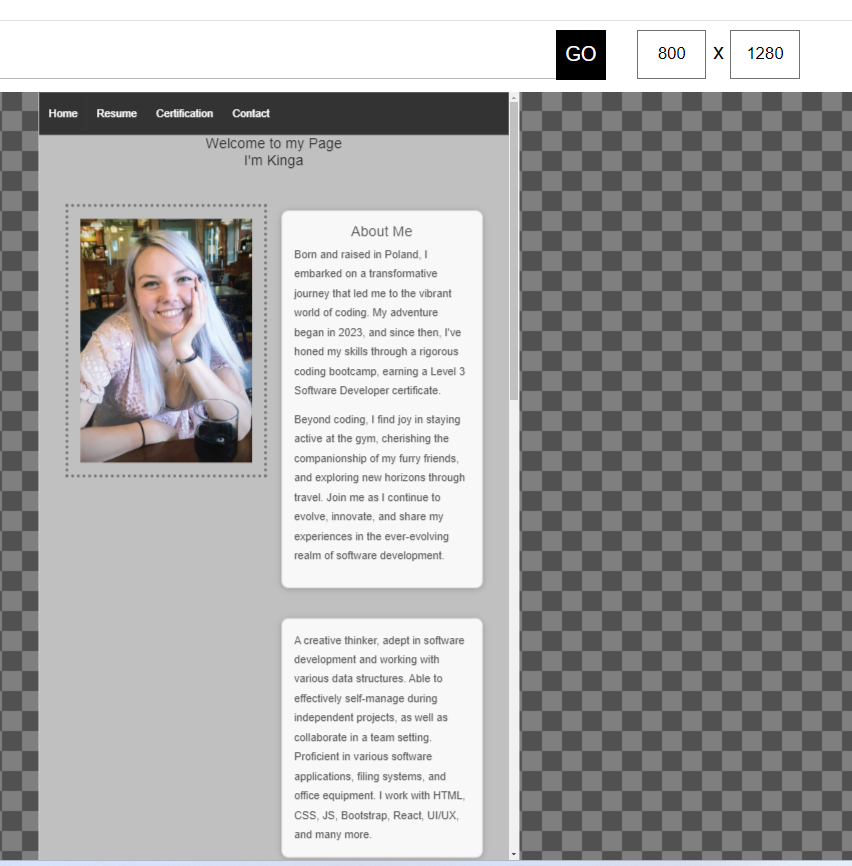 GO 800 X 1280
Home Resume Certification Contact
Welcome to my Page
I'm Kinga
About Me
Born and raised in Poland, I
embarked on a transformative
journey that led me to the vibrant
world of coding. My adventure
began in 2023, and since then, I've
honed my skills through a rigorous
coding bootcamp, earning a Level 3
Software Developer certificate.
Beyond coding, I find joy in staying
active at the gym, cherishing the
companionship of my furry friends,
and exploring new horizons through
travel. Join me as I continue to
evolve, innovate, and share my
experiences in the ever-evolving
realm of software development.
A creative thinker, adept in software
development and working with
various data structures. Able to
effectively self-manage during
independent projects, as well as
collaborate in a team setting.
Proficient in various software
applications, filing systems, and
office equipment. I work with HTML,
CSS, JS, Bootstrap, React, UI/UX,
and many more.